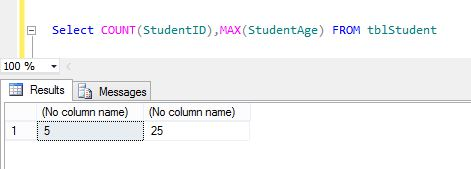 Select COUNT(StudentID),MAX(StudentAge) FROM tblStudent
100 %
Results Messages
(No column name) (No column name)
1 5 25